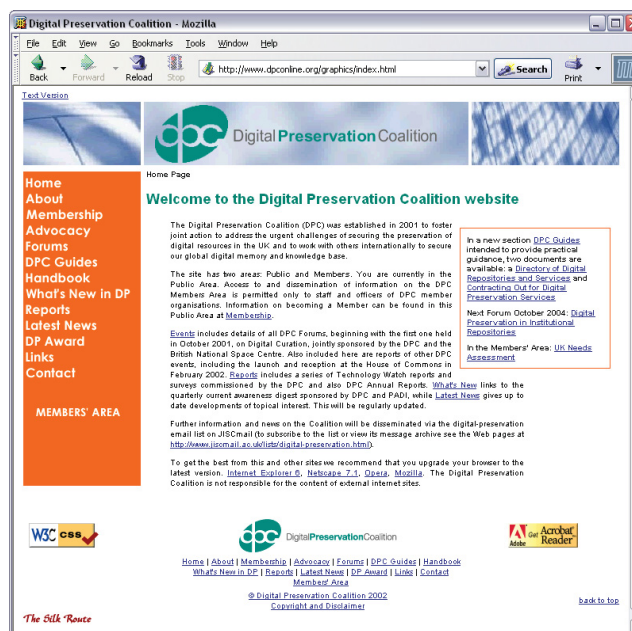 Digital Preservation Coalition - Mozilla
File Edit View Go Bookmarks Tools Window Help
Back Forward Reload Stop http://www.dpconline.org/graphics/index.html Search Print
Text Version
dpc Digital Preservation Coalition
Home Page
Home
About
Membership
Advocacy
Forums
DPC Guides
Handbook
What's New in DP
Reports
Latest News
DP Award
Links
Contact
MEMBERS' AREA
Welcome to the Digital Preservation Coalition website
The Digital Preservation Coalition (DPC) was established in 2001 to foster
joint action to address the urgent challenges of securing the preservation of
digital resources in the UK and to work with others internationally to secure
our global digital memory and knowledge base.
The site has two areas: Public and Members. You are currently in the
Public Area. Access to and dissemination of information on the DPC
Members Area is permitted only to staff and officers of DPC member
organisations. Information on becoming a Member can be found in this
Public Area at Membership.
Events includes details of all DPC Forums, beginning with the first one held
in October 2001, on Digital Curation, jointly sponsored by the DPC and the
British National Space Centre. Also included here are reports of other DPC
events, including the launch and reception at the House of Commons in
February 2002. Reports includes a series of Technology Watch reports and
surveys commissioned by the DPC and also DPC Annual Reports. What's New links to the
quarterly current awareness digest sponsored by DPC and PADI, while Latest News gives up to
date developments of topical interest. This will be regularly updated.
Further information and news on the Coalition will be disseminated via the digital-preservation
email list on JISCmail (to subscribe to the list or view its message archive see the Web pages at
http://www.jiscmail.ac.uk/lists/digital-preservation.html).
To get the best from this and other sites we recommend that you upgrade your browser to the
latest version. Internet Explorer 6, Netscape 7.1, Opera, Mozilla. The Digital Preservation
Coalition is not responsible for the content of external internet sites.
In a new section DPC Guides
intended to provide practical
guidance, two documents are
available: a Directory of Digital
Repositories and Services and
Contracting Out for Digital
Preservation Services
Next Forum October 2004: Digital
Preservation in Institutional
Repositories
In the Members' Area: UK Needs
Assessment
W3C css
dpc Digital Preservation Coalition
Adobe Get Acrobat Reader
Home | About | Membership | Advocacy | Forums | DPC Guides | Handbook
What's New in DP | Reports | Latest News | DP Award | Links | Contact
Members' Area
© Digital Preservation Coalition 2002
Copyright and Disclaimer
back to top
The Silk Route